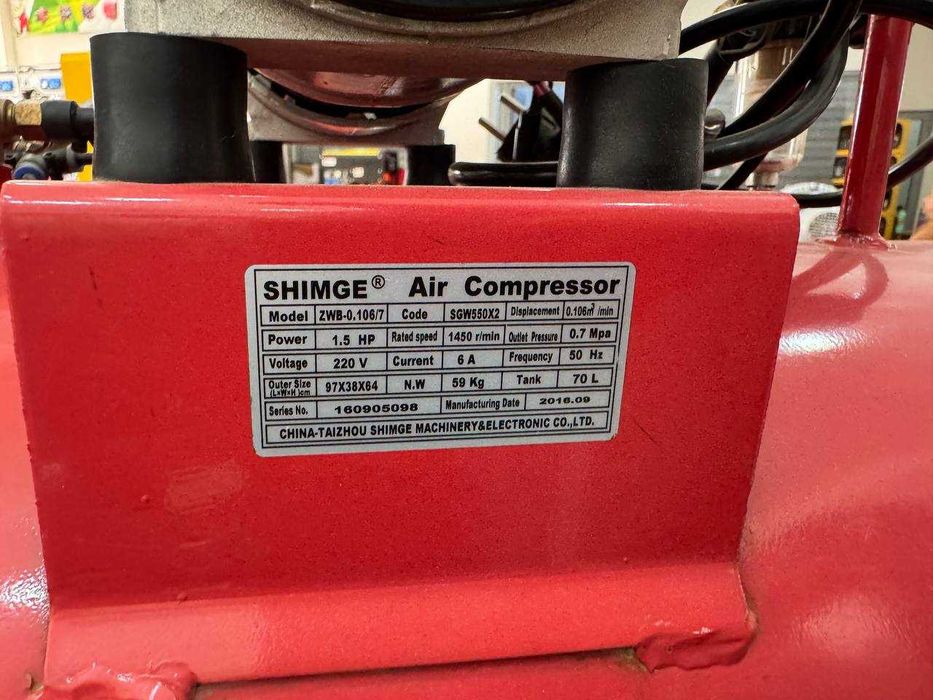 SHIMGE® Air Compressor
Model ZWB-0.106/7 Code SGW550X2 Displacement 0.106m³/min
Power 1.5 HP Rated speed 1450 r/min Outlet Pressure 0.7 Mpa
Voltage 220 V Current 6 A Frequency 50 Hz
Outer Size (L×W×H)cm 97X38X64 N.W 59 Kg Tank 70 L
Series No. 160905098 Manufacturing Date 2016.09
CHINA-TAIZHOU SHIMGE MACHINERY&ELECTRONIC CO.,LTD.